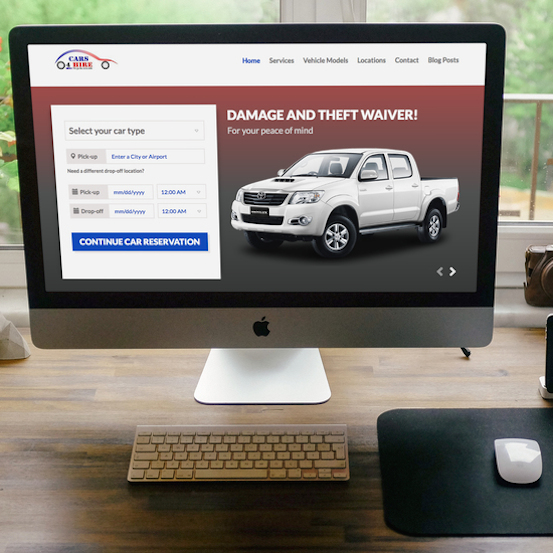 CARS
4 HIRE
Home Services Vehicle Models Locations Contact Blog Posts
DAMAGE AND THEFT WAIVER!
For your peace of mind
Select your car type
Pick-up Enter a City or Airport
Need a different drop-off location?
Pick-up mm/dd/yyyy 12:00 AM
Drop-off mm/dd/yyyy 12:00 AM
CONTINUE CAR RESERVATION